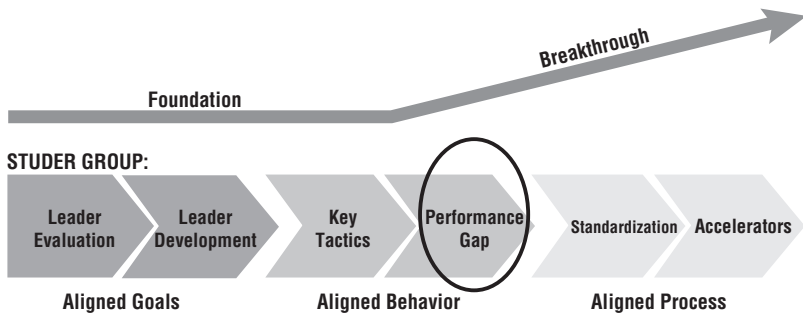 Breakthrough
Foundation
STUDER GROUP:
Leader
Evaluation
Leader
Development
Key
Tactics
Performance
Gap
Standardization
Accelerators
Aligned Goals
Aligned Behavior
Aligned Process